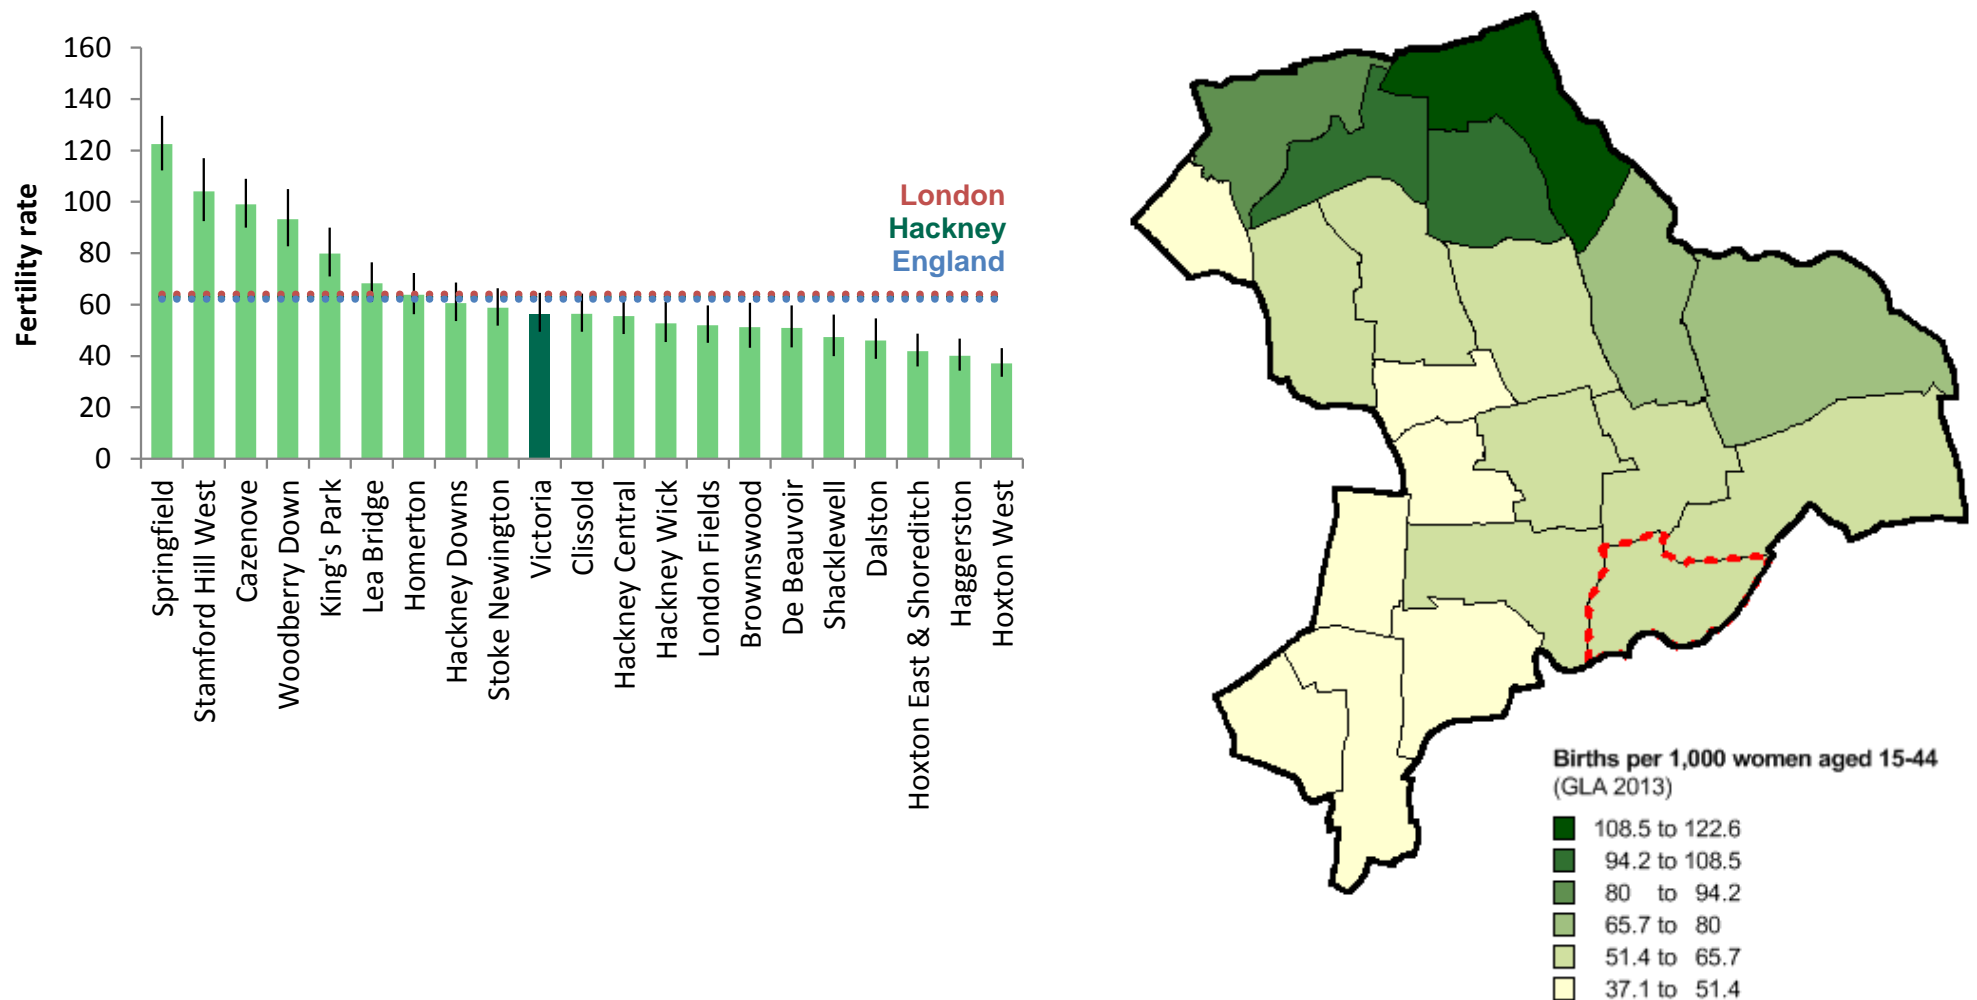 160
140
120
100
80
60
40
20
0
Fertility rate
London
Hackney
England
Springfield
Stamford Hill West
Cazenove
Woodberry Down
King's Park
Lea Bridge
Homerton
Hackney Downs
Stoke Newington
Victoria
Clissold
Hackney Central
Hackney Wick
London Fields
Brownswood
De Beauvoir
Shacklewell
Dalston
Hoxton East & Shoreditch
Haggerston
Hoxton West
Births per 1,000 women aged 15-44
(GLA 2013)
108.5 to 122.6
94.2 to 108.5
80 to 94.2
65.7 to 80
51.4 to 65.7
37.1 to 51.4